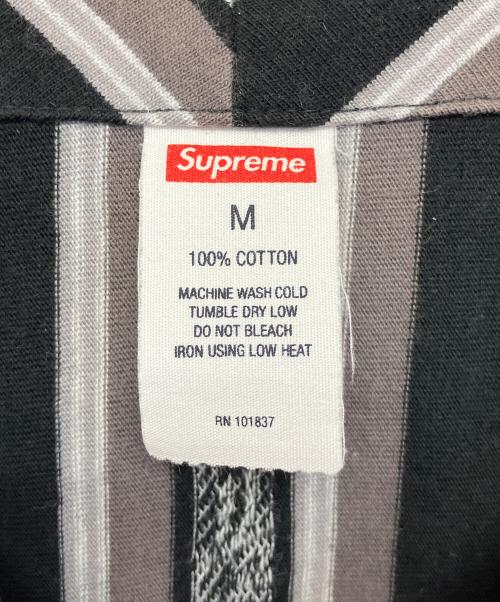 Supreme
M
100% COTTON
MACHINE WASH COLD
TUMBLE DRY LOW
DO NOT BLEACH
IRON USING LOW HEAT
RN 101837